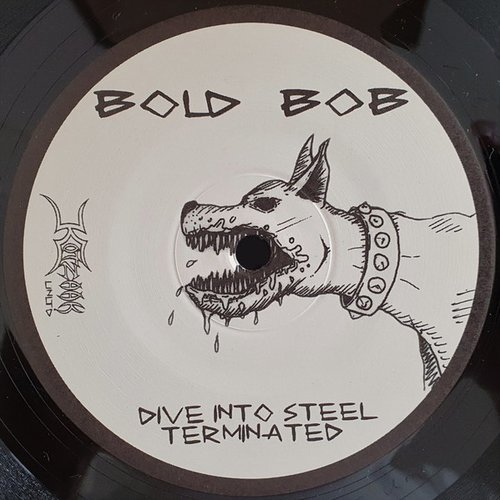 BOLD BOB
DIVE INTO STEEL
TERMINATED